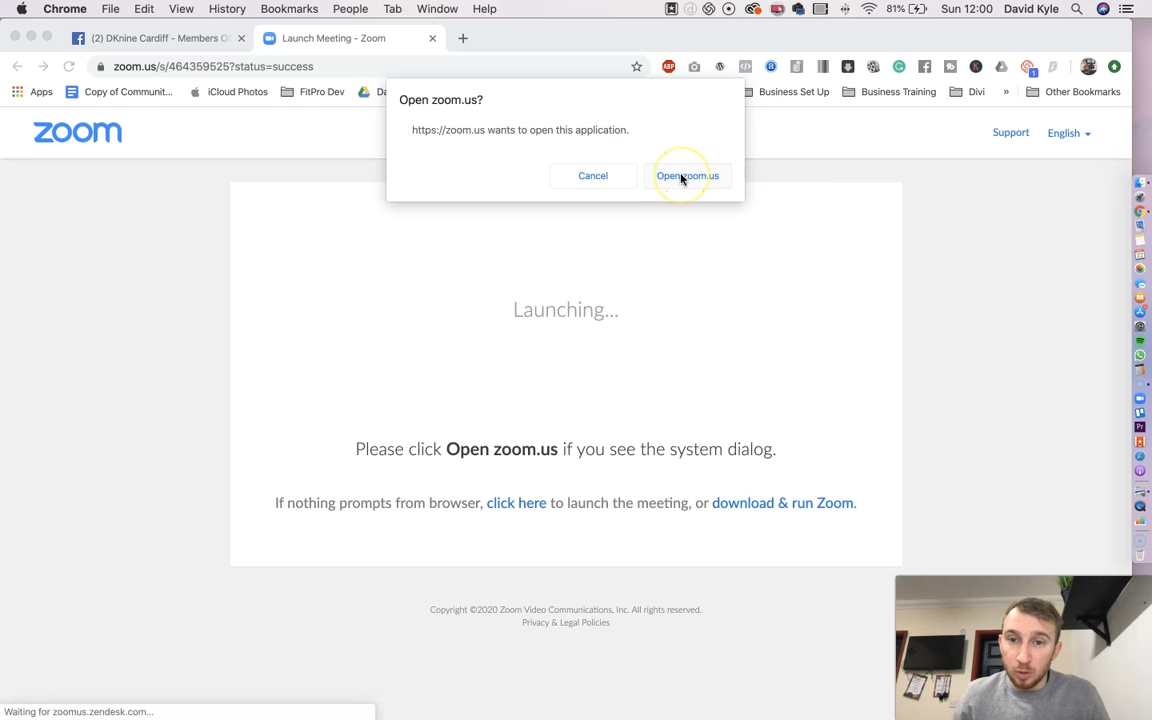 Chrome File Edit View History Bookmarks People Tab Window Help 81% Sun 12:00 David Kyle
(2) DKnine Cardiff - Members O Launch Meeting - Zoom
zoom.us/s/464359525?status=success
Apps Copy of Communit... iCloud Photos FitPro Dev Business Set Up Business Training Divi » Other Bookmarks
Open zoom.us?
https://zoom.us wants to open this application.
Cancel Open zoom.us
zoom Support English
Launching...
Please click Open zoom.us if you see the system dialog.
If nothing prompts from browser, click here to launch the meeting, or download & run Zoom.
Copyright ©2020 Zoom Video Communications, Inc. All rights reserved.
Privacy & Legal Policies
Waiting for zoomus.zendesk.com...